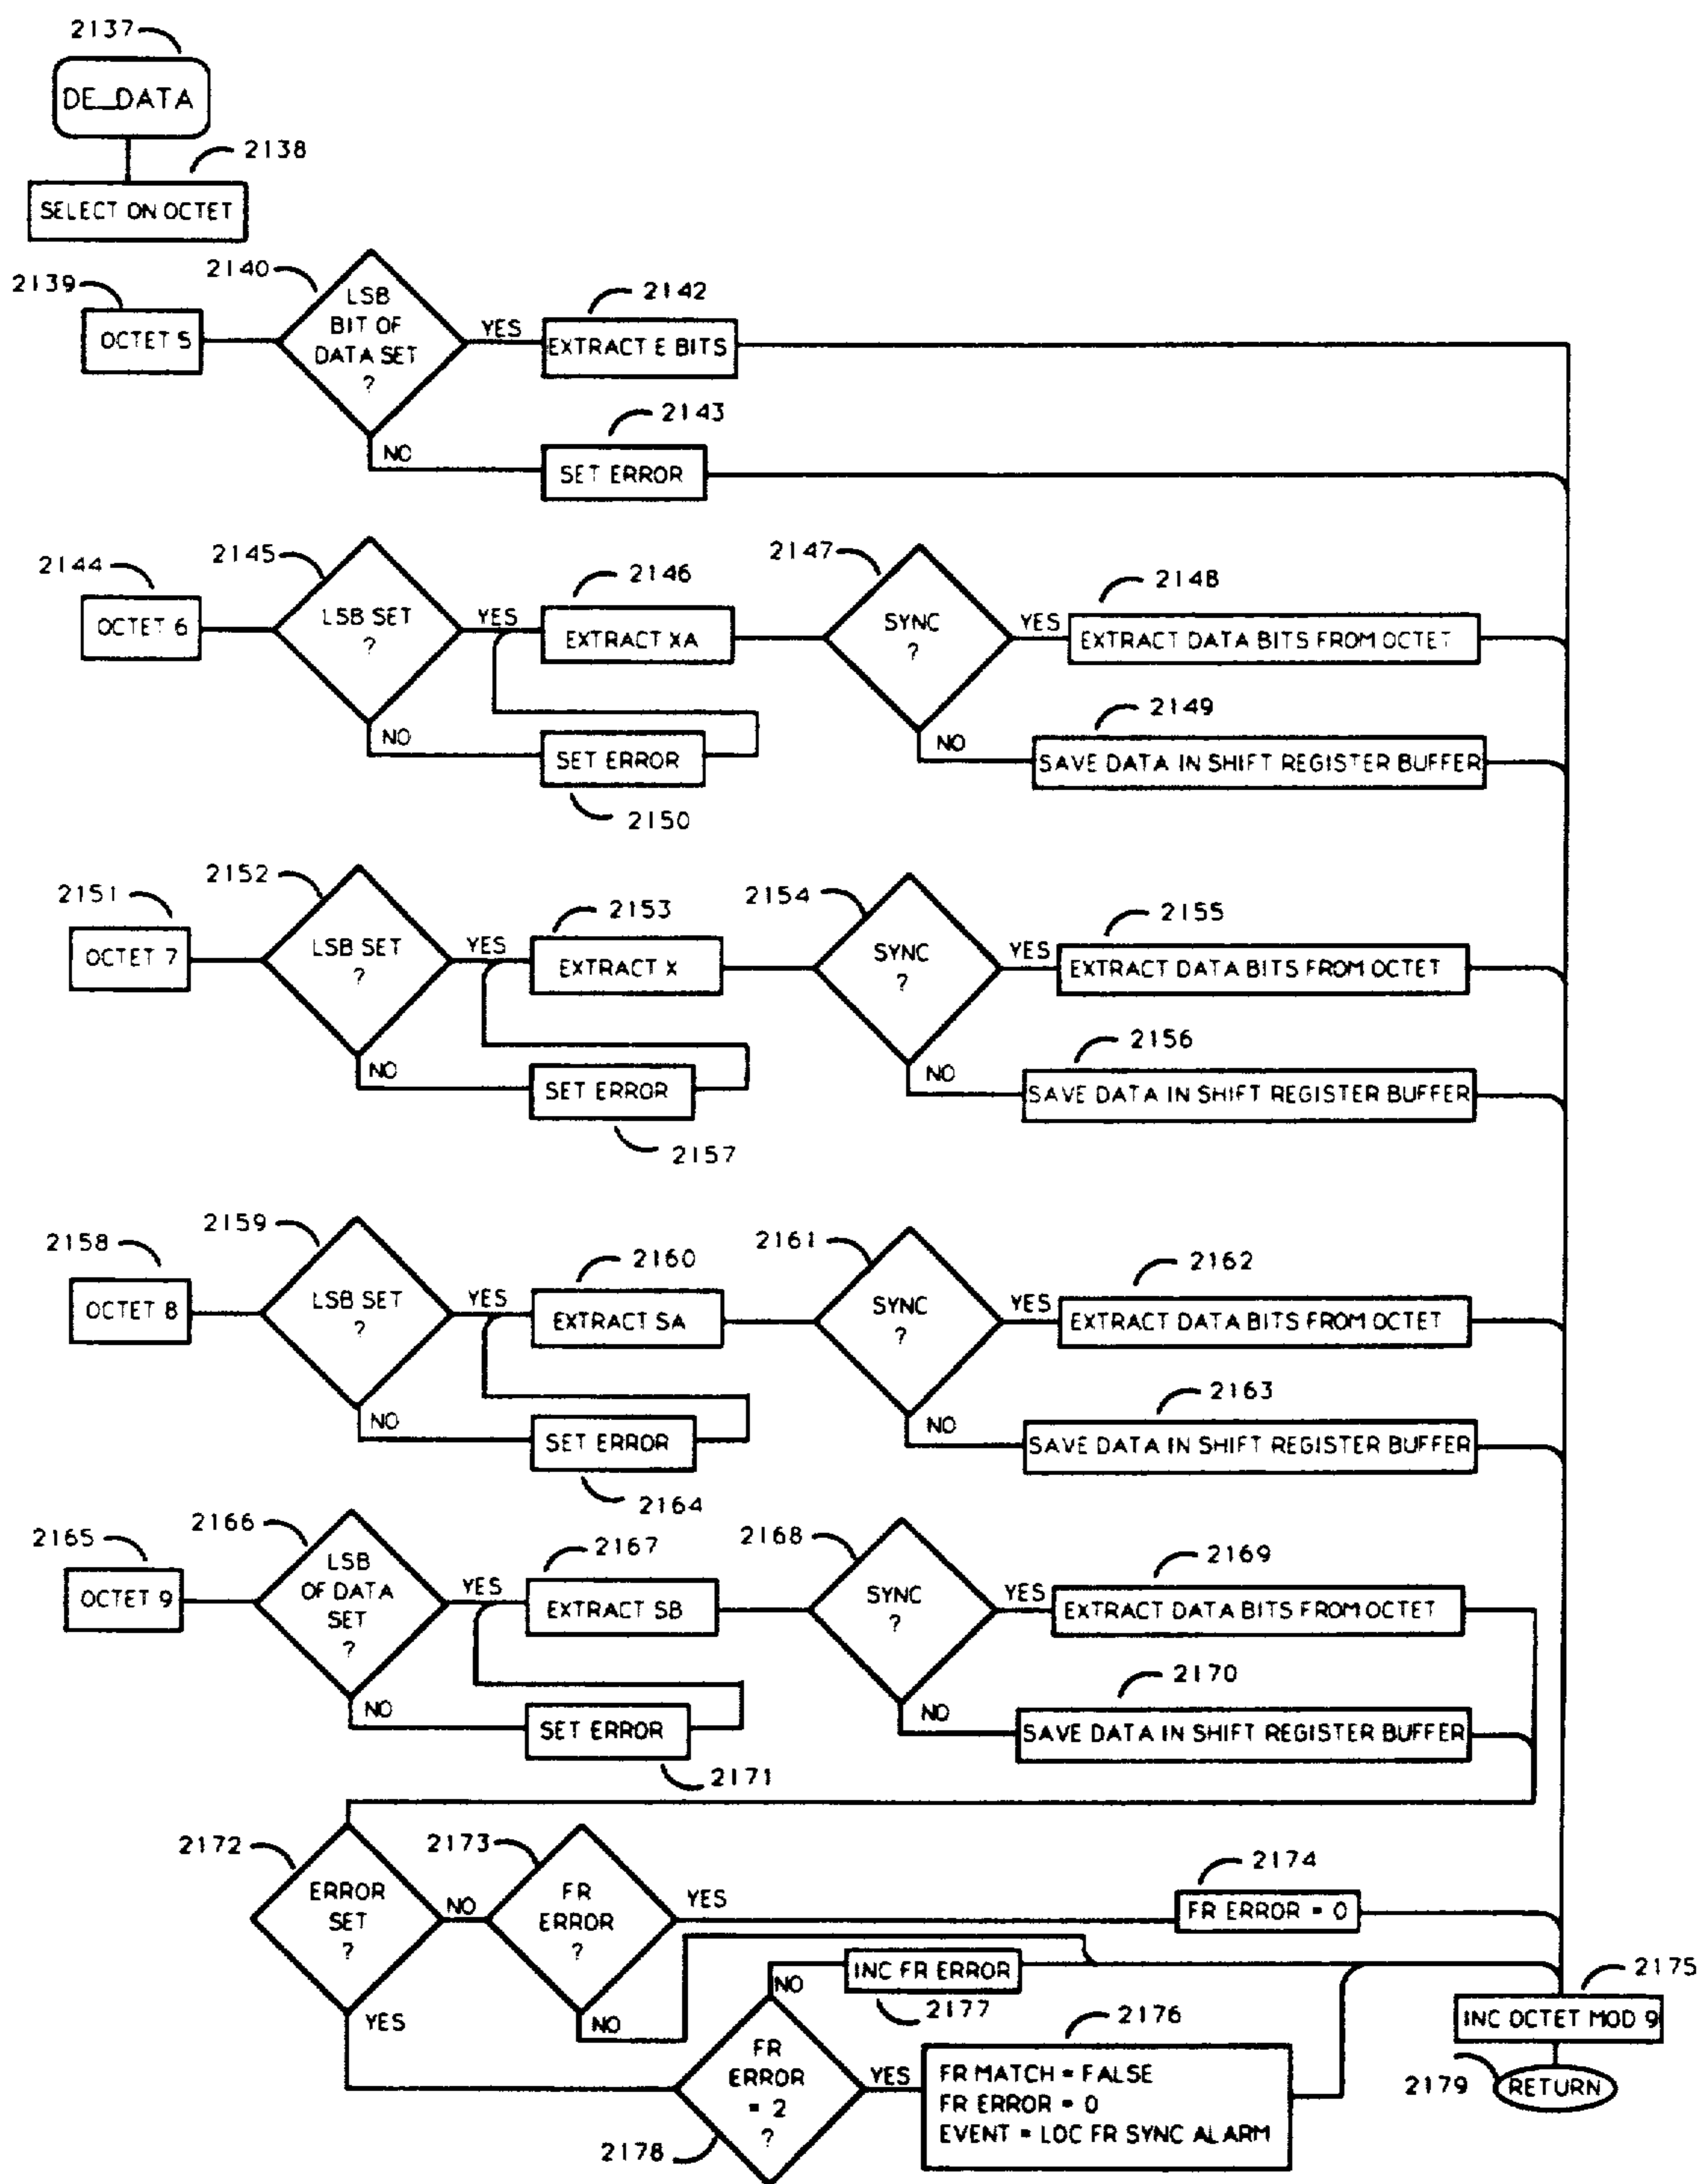 2137
DE_DATA
2138
SELECT ON OCTET
2139
OCTET 5
2140
LSB
BIT OF
DATA SET
?
YES
2142
EXTRACT E BITS
NO
2143
SET ERROR
2144
OCTET 6
2145
LSB SET
?
YES
2146
EXTRACT XA
2147
SYNC
?
YES
2148
EXTRACT DATA BITS FROM OCTET
NO
2149
SAVE DATA IN SHIFT REGISTER BUFFER
NO
SET ERROR
2150
2151
OCTET 7
2152
LSB SET
?
YES
2153
EXTRACT X
2154
SYNC
?
YES
2155
EXTRACT DATA BITS FROM OCTET
NO
2156
SAVE DATA IN SHIFT REGISTER BUFFER
NO
SET ERROR
2157
2158
OCTET 8
2159
LSB SET
?
YES
2160
EXTRACT SA
2161
SYNC
?
YES
2162
EXTRACT DATA BITS FROM OCTET
NO
2163
SAVE DATA IN SHIFT REGISTER BUFFER
NO
SET ERROR
2164
2165
OCTET 9
2166
LSB
OF DATA
SET
?
YES
2167
EXTRACT SB
2168
SYNC
?
YES
2169
EXTRACT DATA BITS FROM OCTET
NO
2170
SAVE DATA IN SHIFT REGISTER BUFFER
NO
SET ERROR
2171
2172
ERROR
SET
?
NO
2173
FR
ERROR
?
YES
2174
FR ERROR = 0
NO
YES
FR
ERROR
= 2
?
2178
NO
INC FR ERROR
2177
YES
2176
FR MATCH = FALSE
FR ERROR = 0
EVENT = LOC FR SYNC ALARM
2175
INC OCTET MOD 9
2179
RETURN